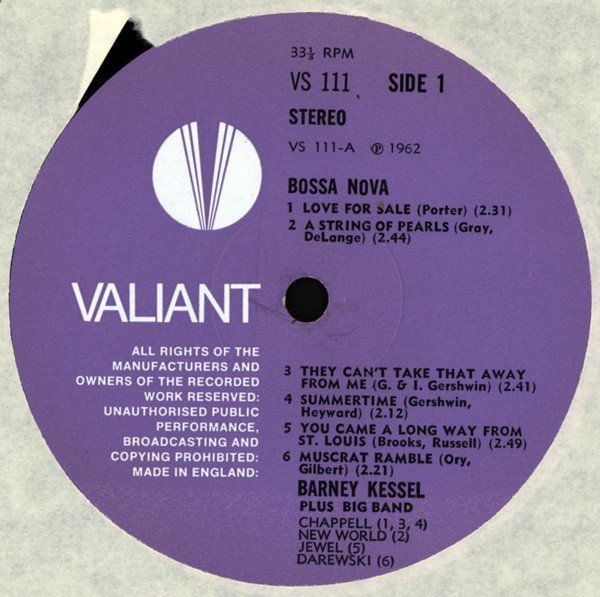 33⅓ RPM
VS 111 SIDE 1
STEREO
VS 111-A ℗ 1962
BOSSA NOVA
1 LOVE FOR SALE (Porter) (2.31)
2 A STRING OF PEARLS (Gray,
DeLange) (2.44)
VALIANT
ALL RIGHTS OF THE
MANUFACTURERS AND
OWNERS OF THE RECORDED
WORK RESERVED:
UNAUTHORISED PUBLIC
PERFORMANCE,
BROADCASTING AND
COPYING PROHIBITED:
MADE IN ENGLAND:
3 THEY CAN'T TAKE THAT AWAY
FROM ME (G. & I. Gershwin) (2.41)
4 SUMMERTIME (Gershwin,
Heyward) (2.12)
5 YOU CAME A LONG WAY FROM
ST. LOUIS (Brooks, Russell) (2.49)
6 MUSCRAT RAMBLE (Ory,
Gilbert) (2.21)
BARNEY KESSEL
PLUS BIG BAND
CHAPPELL (1, 3, 4)
NEW WORLD (2)
JEWEL (5)
DAREWSKI (6)